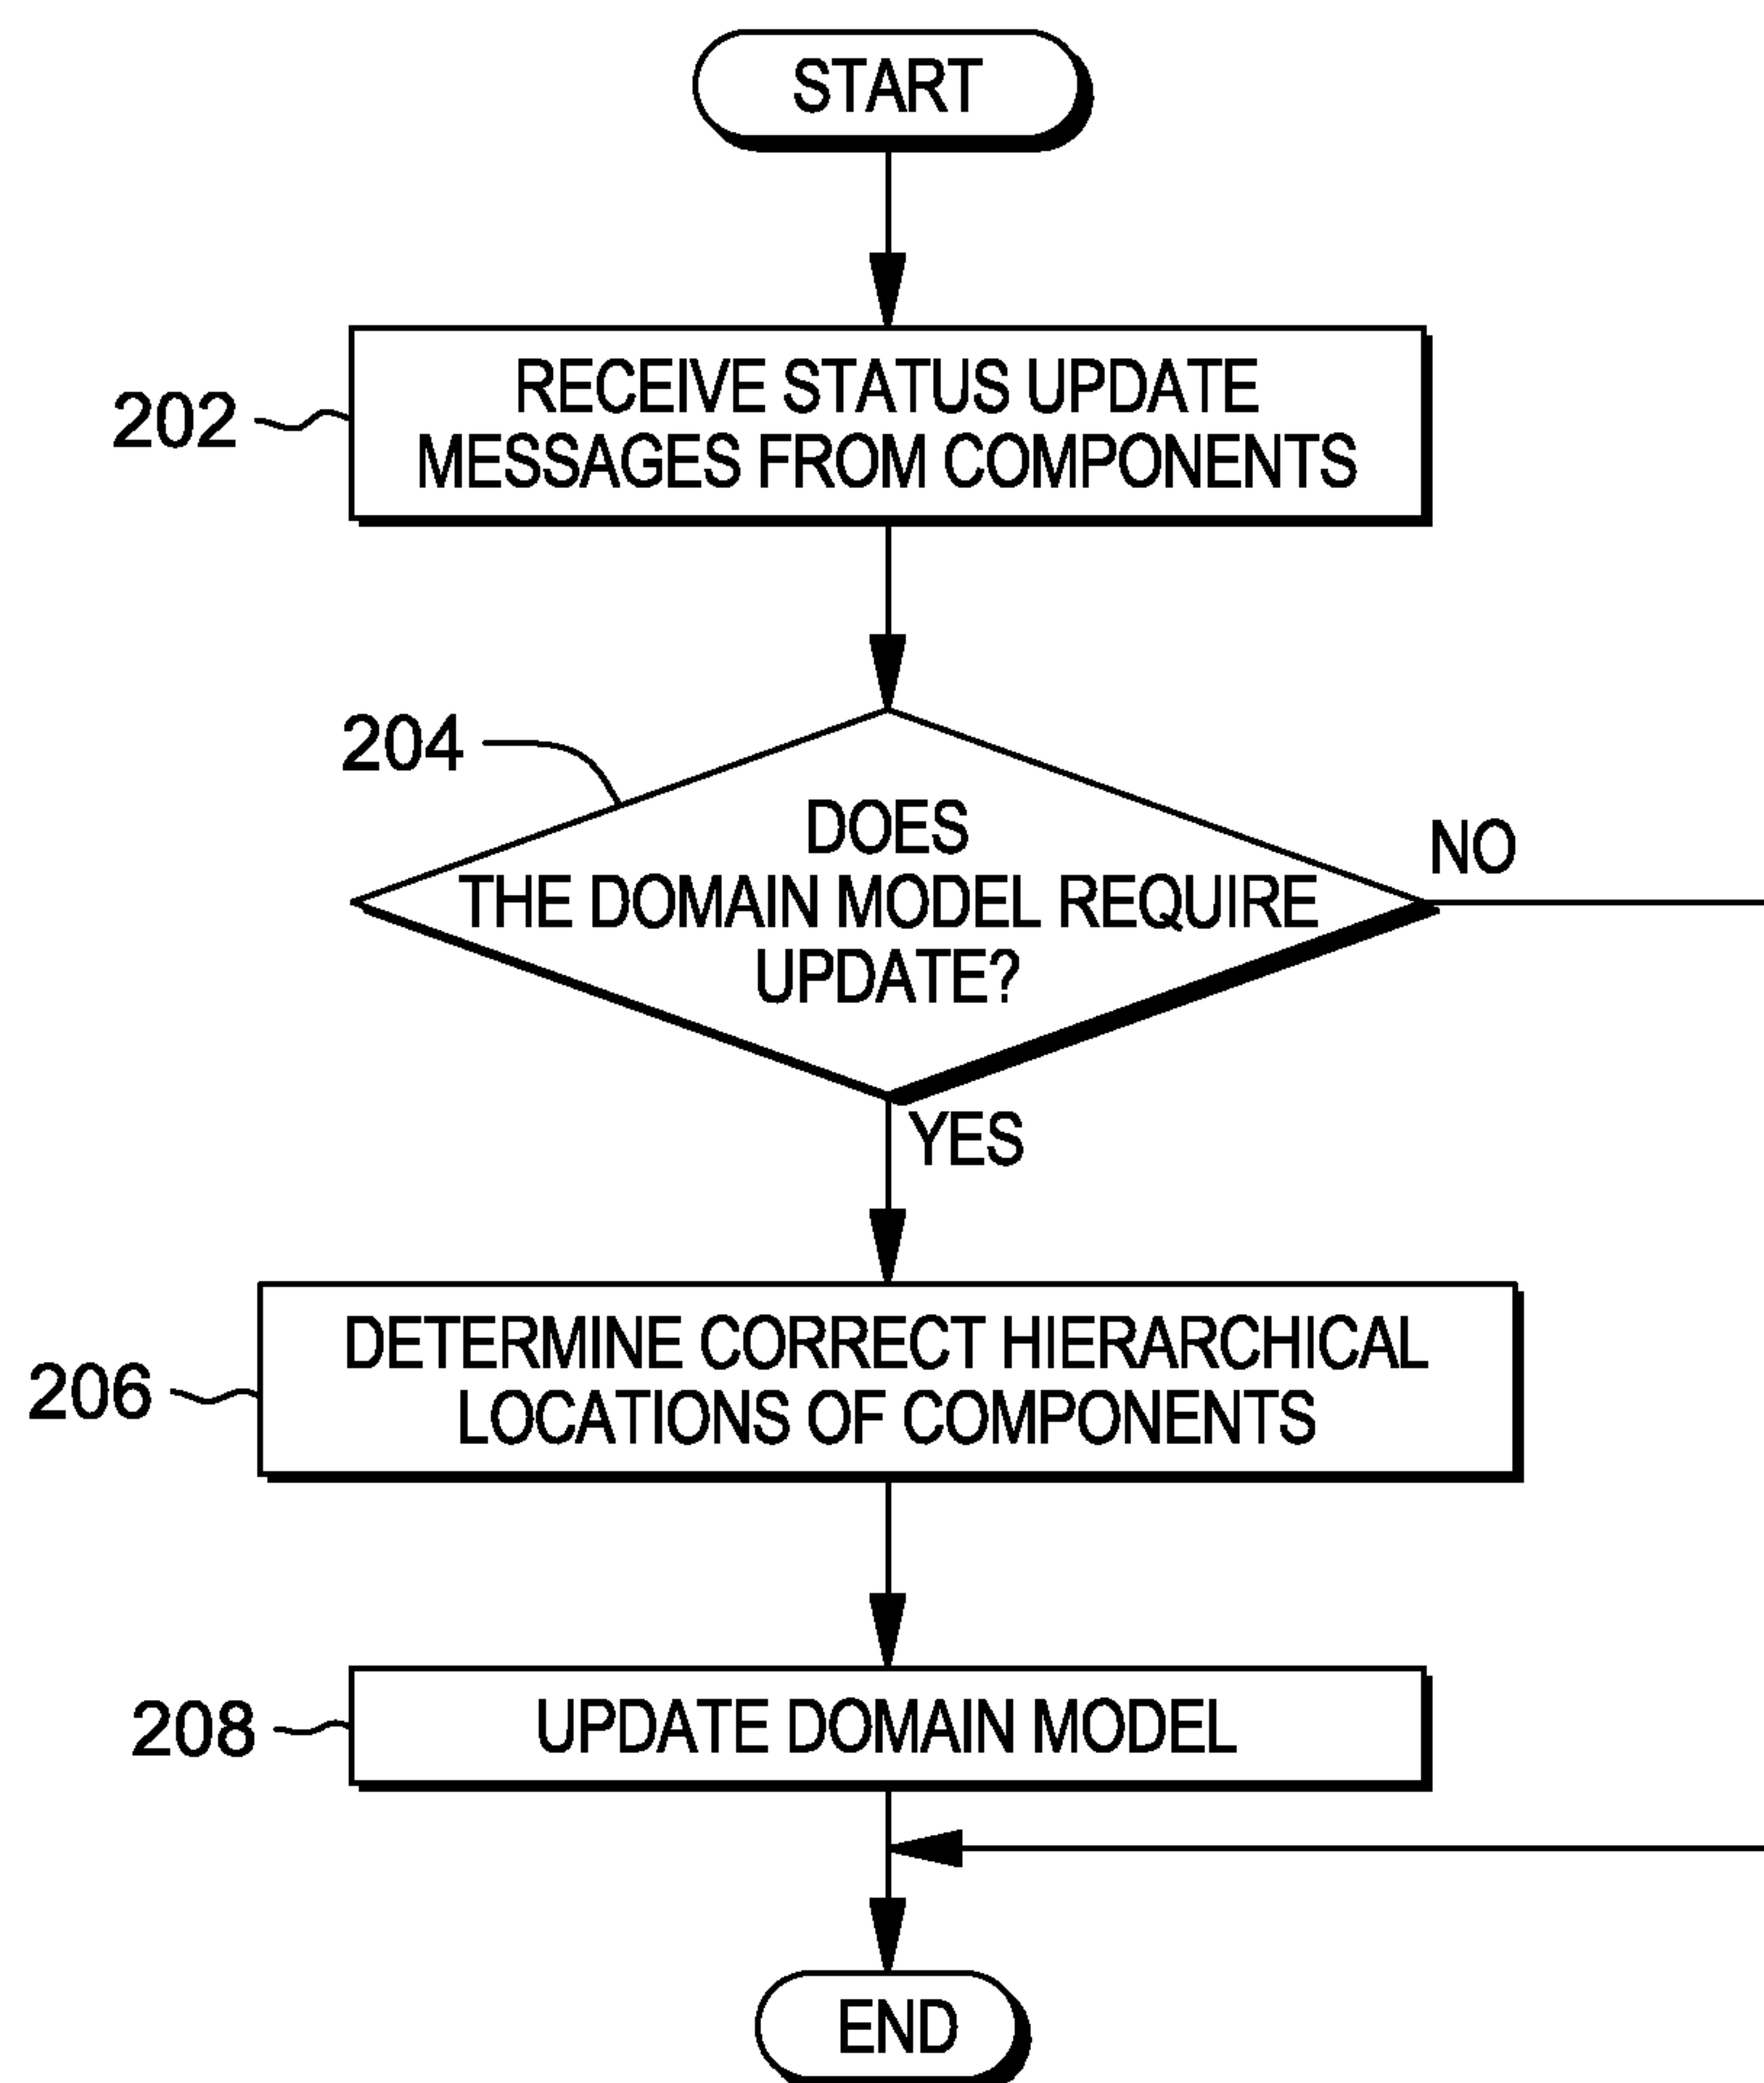 START
202
RECEIVE STATUS UPDATE
MESSAGES FROM COMPONENTS
204
DOES
THE DOMAIN MODEL REQUIRE
UPDATE?
NO
YES
206
DETERMINE CORRECT HIERARCHICAL
LOCATIONS OF COMPONENTS
208
UPDATE DOMAIN MODEL
END